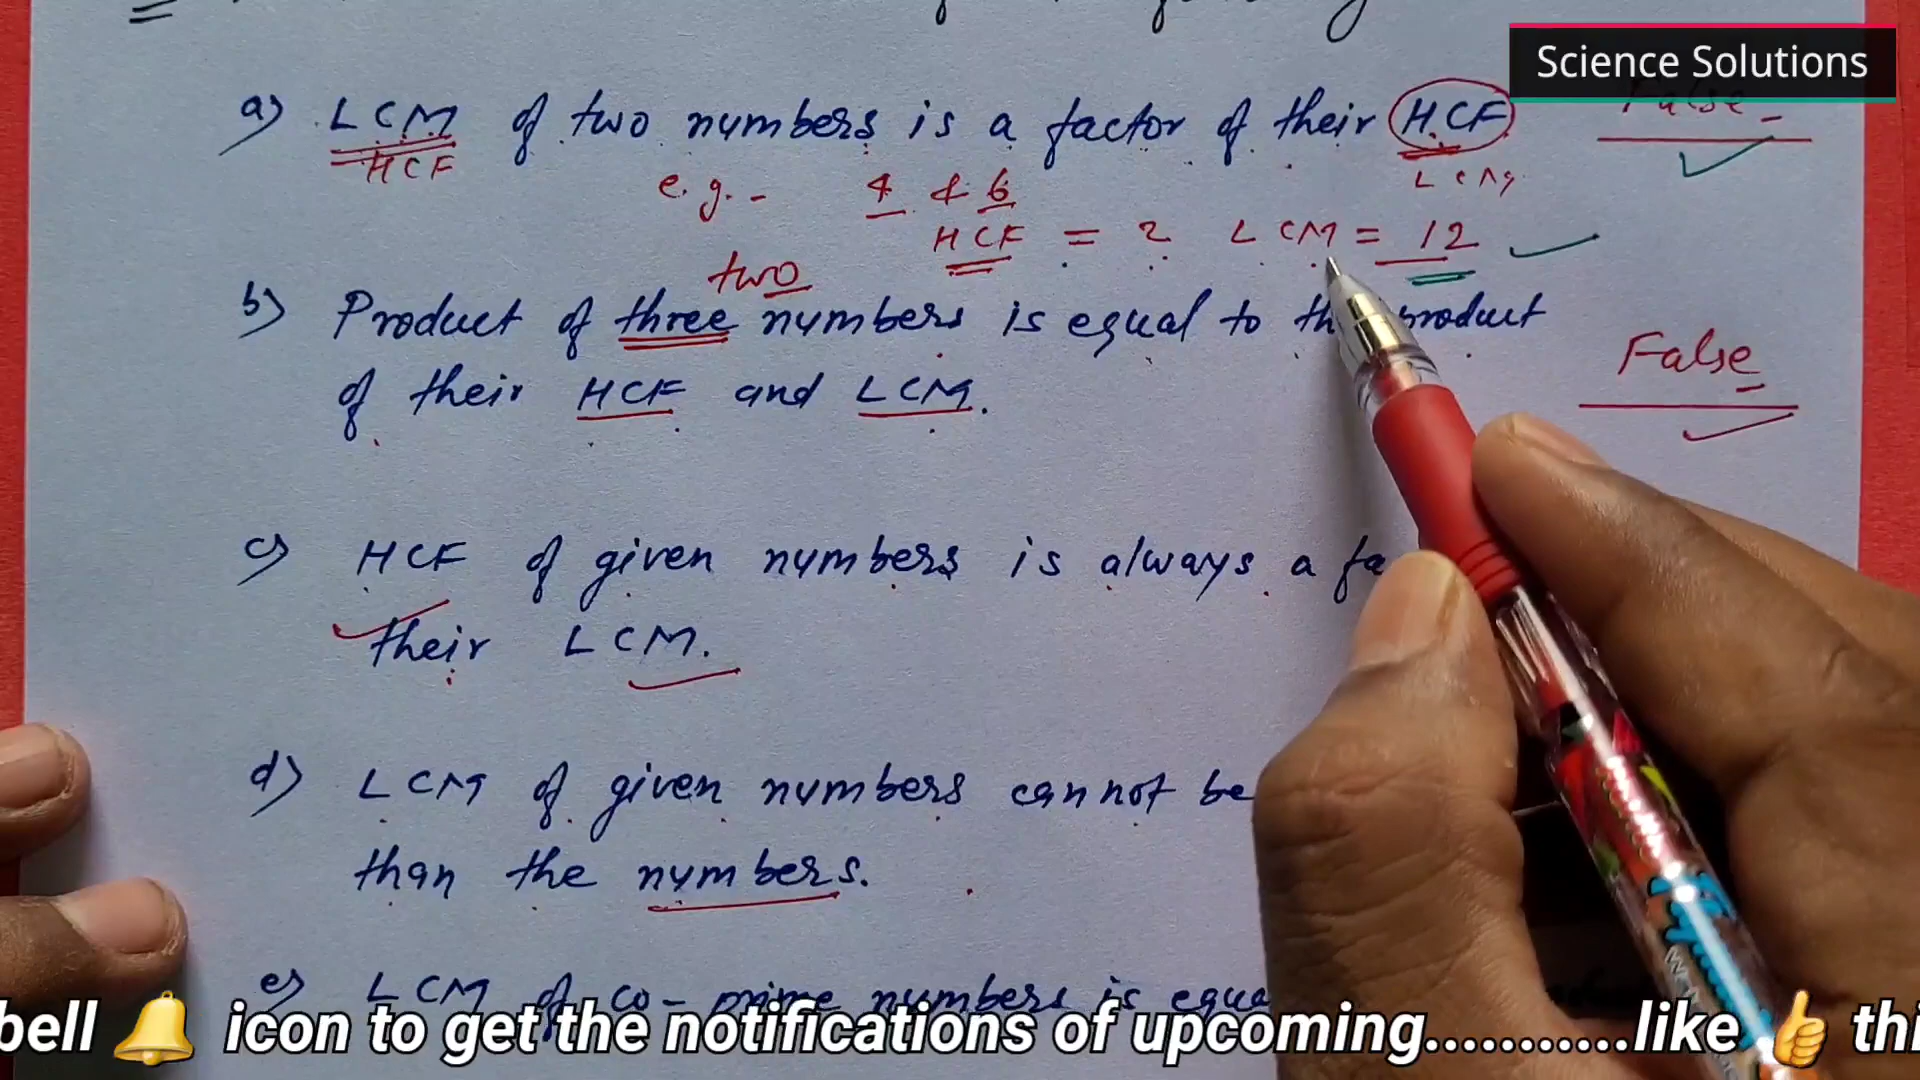 Science Solutions
a) LCM of two numbers is a factor of their HCF False
HCF LCM
e.g.- 4 & 6
HCF = 2 LCM = 12
two
b) Product of three numbers is equal to the product
of their HCF and LCM. False
c) HCF of given numbers is always a fa
their LCM.
d) LCM of given numbers cannot be
than the numbers.
e) LCM of co-prime numbers is equa
bell 🔔 icon to get the notifications of upcoming...........like 👍 thi